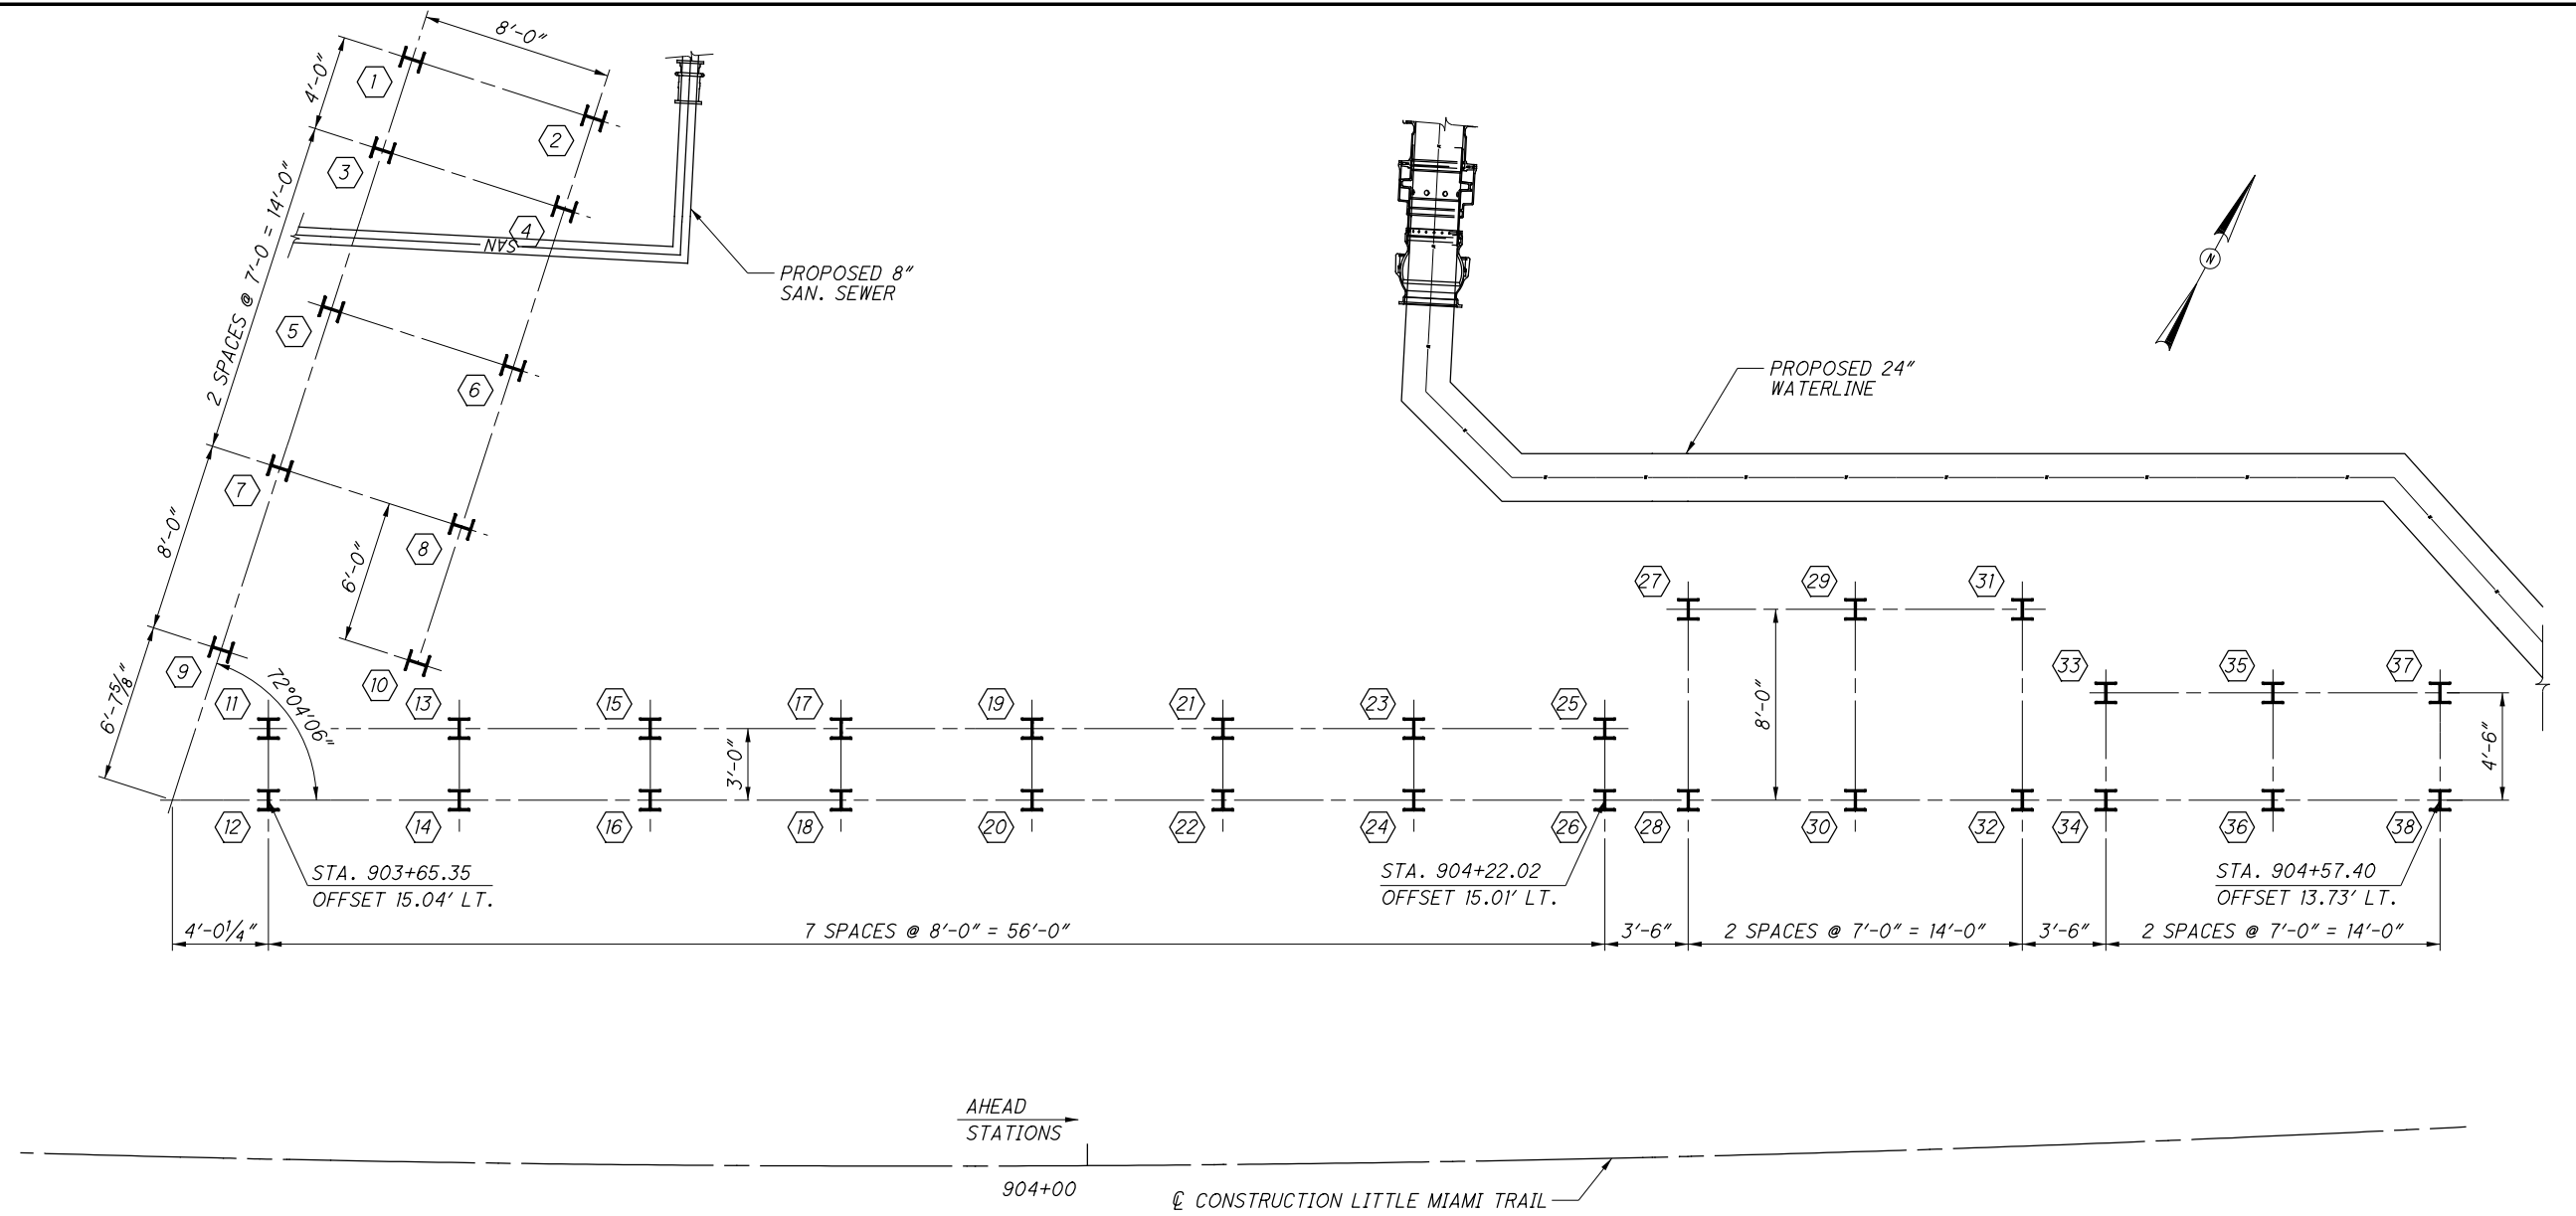 8'-0"
4'-0"
1
2
3
4
2 SPACES @ 7'-0 = 14'-0"
SAN
PROPOSED 8"
SAN. SEWER
N
5
6
PROPOSED 24"
WATERLINE
7
8
8'-0"
6'-0"
9
10
6'-7 5/8"
72°04'06"
27
29
31
33
35
37
11
13
15
17
19
21
23
25
3'-0"
8'-0"
4'-6"
12
14
16
18
20
22
24
26
28
30
32
34
36
38
STA. 903+65.35
OFFSET 15.04' LT.
STA. 904+22.02
OFFSET 15.01' LT.
STA. 904+57.40
OFFSET 13.73' LT.
4'-0 1/4"
7 SPACES @ 8'-0" = 56'-0"
3'-6"
2 SPACES @ 7'-0" = 14'-0"
3'-6"
2 SPACES @ 7'-0" = 14'-0"
AHEAD
STATIONS
904+00
℄ CONSTRUCTION LITTLE MIAMI TRAIL